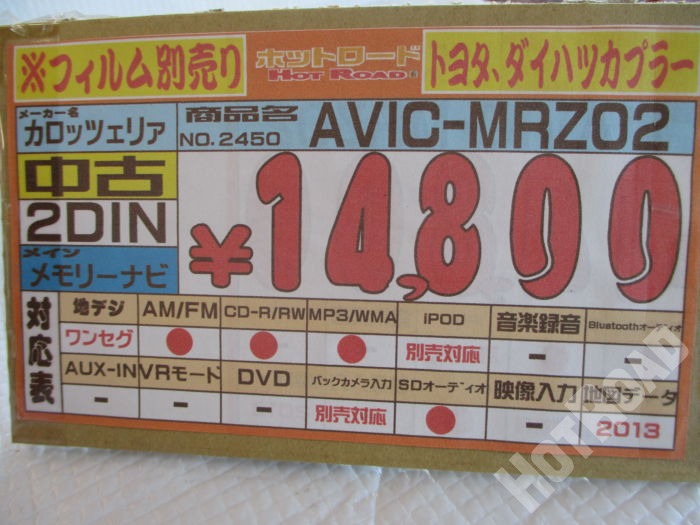 ※フィルム別売り ホットロード HOT ROAD トヨタ、ダイハツカプラー
メーカー名 カロッツェリア 商品名 NO.2450 AVIC-MRZ02
中古
2DIN
メイン
メモリーナビ
¥14,800
対応表
地デジ AM/FM CD-R/RW MP3/WMA iPOD 音楽録音 Bluetoothオーディオ
ワンセグ ● ● ● 別売対応 - -
AUX-IN VRモード DVD バックカメラ入力 SDオーディオ 映像入力 地図データ
- - - 別売対応 ● - 2013
HOTROAD